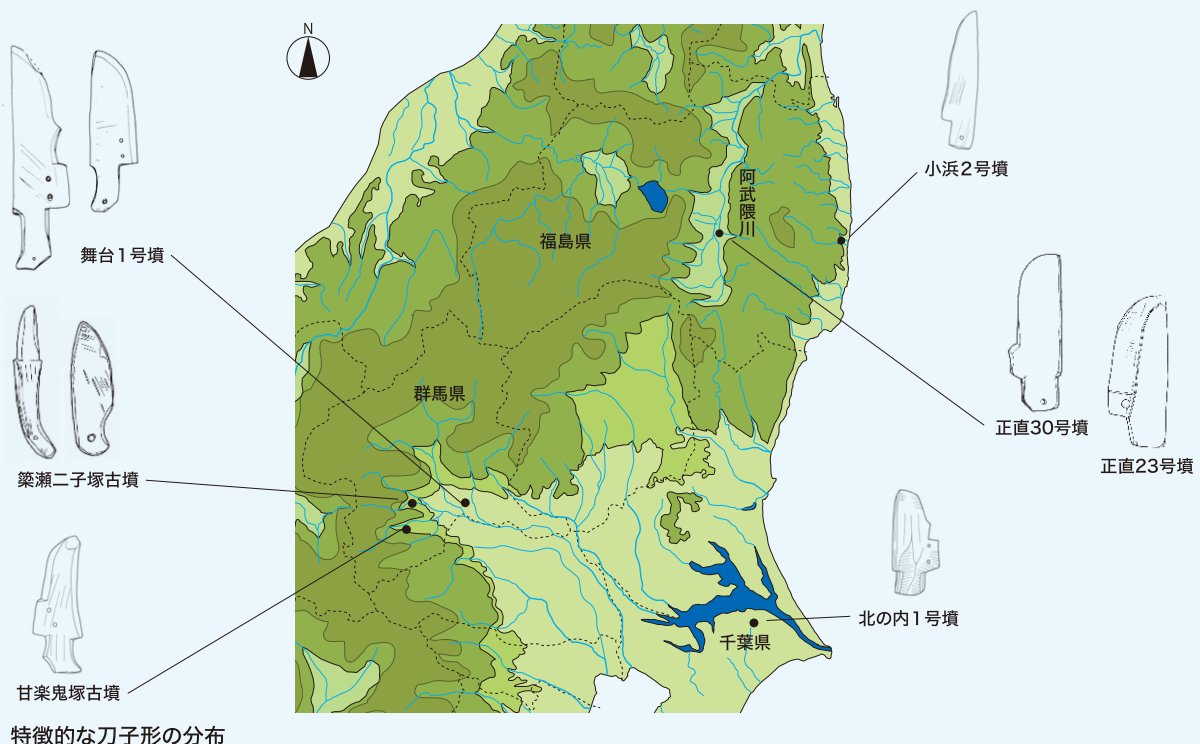 N
小浜２号墳
阿武隈川
福島県
舞台１号墳
群馬県
正直30号墳
正直23号墳
簗瀬二子塚古墳
北の内１号墳
千葉県
甘楽鬼塚古墳
特徴的な刀子形の分布